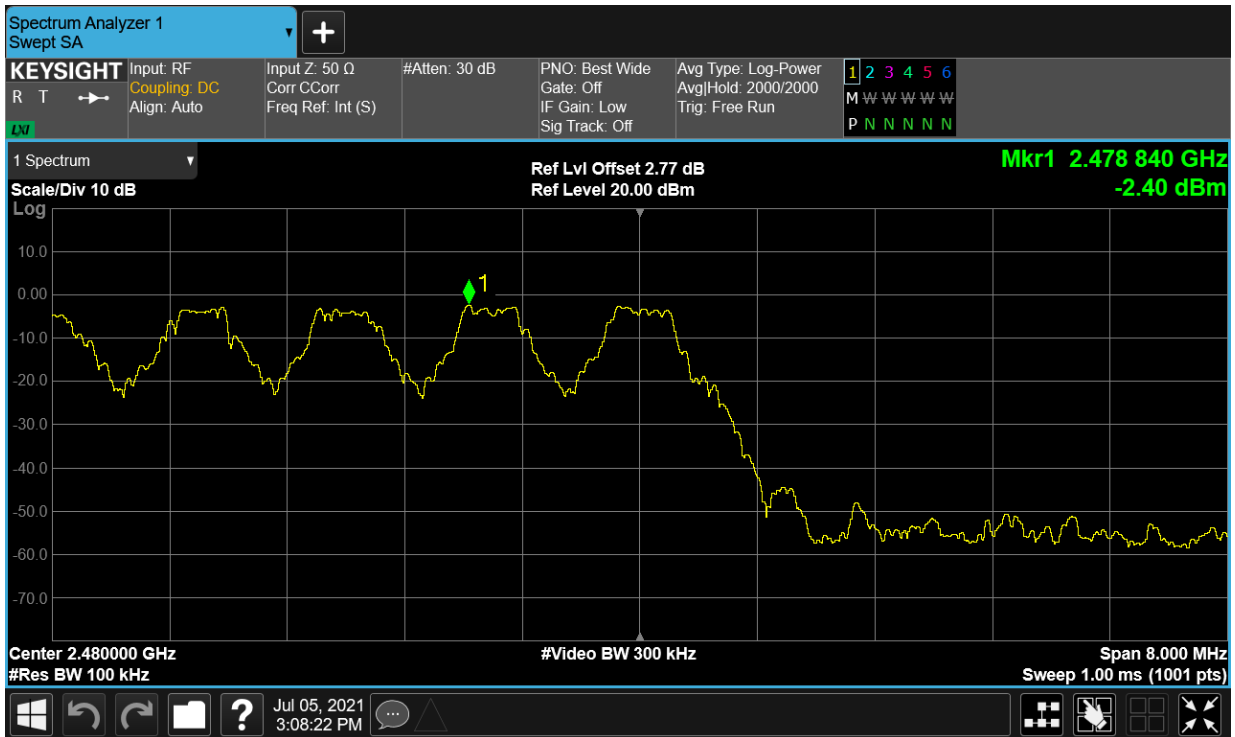 Spectrum Analyzer 1
Swept SA
KEYSIGHT
R T
LXI
Input: RF
Coupling: DC
Align: Auto
Input Z: 50 Ω
Corr CCorr
Freq Ref: Int (S)
#Atten: 30 dB
PNO: Best Wide
Gate: Off
IF Gain: Low
Sig Track: Off
Avg Type: Log-Power
Avg|Hold: 2000/2000
Trig: Free Run
1 2 3 4 5 6
M W W W W W
P N N N N N N
1 Spectrum
Scale/Div 10 dB
Log
Ref Lvl Offset 2.77 dB
Ref Level 20.00 dBm
Mkr1 2.478 840 GHz
-2.40 dBm
10.0
0.00
-10.0
-20.0
-30.0
-40.0
-50.0
-60.0
-70.0
1
Center 2.480000 GHz
#Res BW 100 kHz
#Video BW 300 kHz
Span 8.000 MHz
Sweep 1.00 ms (1001 pts)
?
Jul 05, 2021
3:08:22 PM